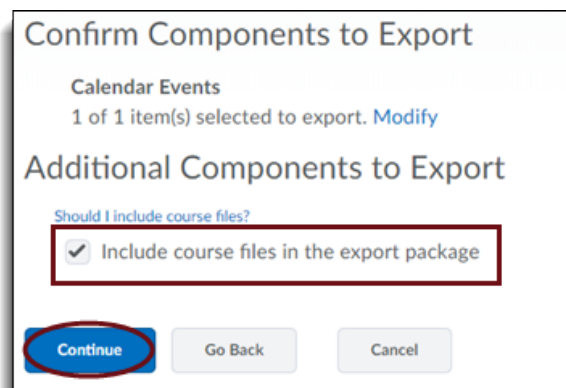 Confirm Components to Export
Calendar Events
1 of 1 item(s) selected to export. Modify
Additional Components to Export
Should I include course files?
Include course files in the export package
Continue Go Back Cancel